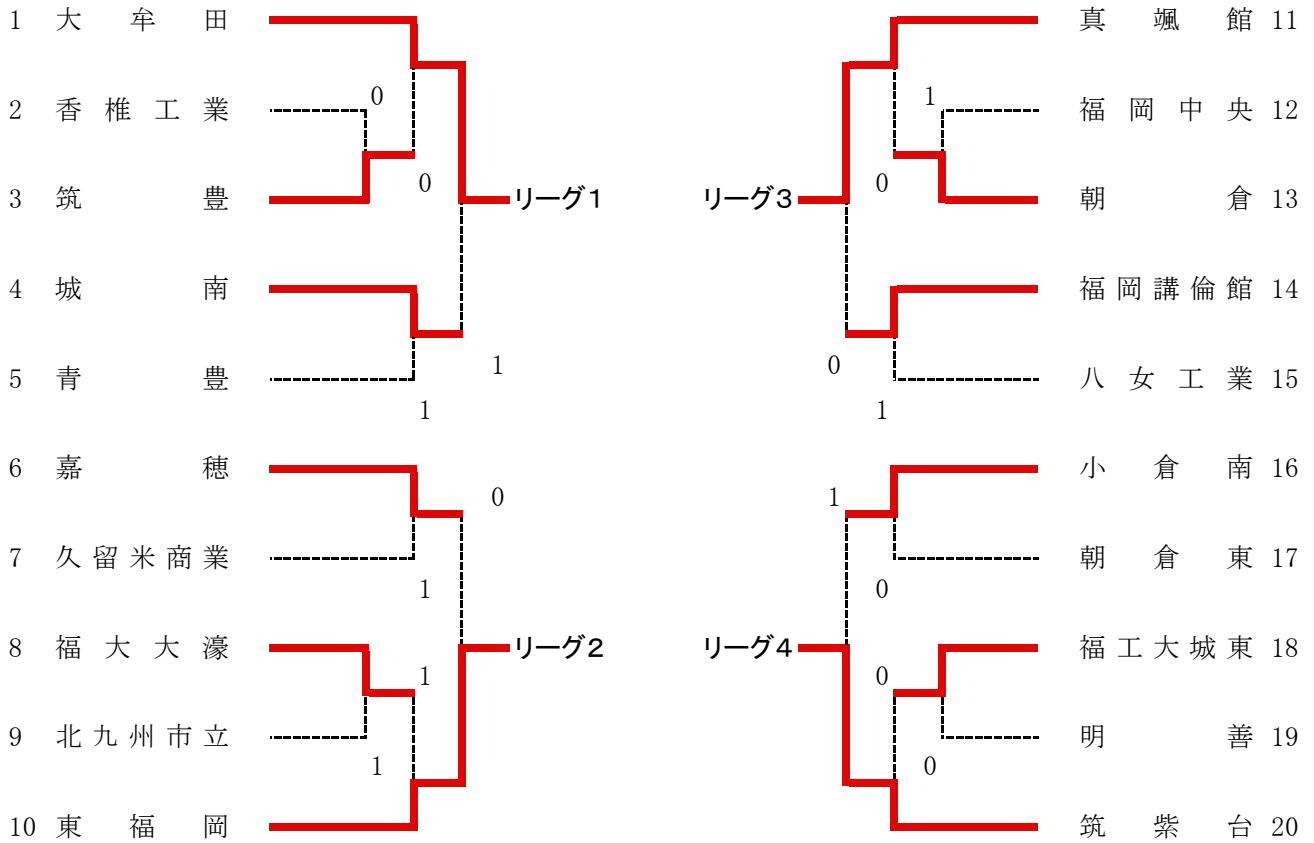 1 大牟田
0
2 香椎工業
0
3 筑豊
リーグ1
4 城南
1
5 青豊
1
6 嘉穂
0
7 久留米商業
1
8 福大大濠
リーグ2
1
9 北九州市立
1
10 東福岡
真颯館 11
1
福岡中央 12
0
朝倉 13
リーグ3
福岡講倫館 14
0
八女工業 15
1
小倉南 16
1
朝倉東 17
0
福工大城東 18
リーグ4
0
明善 19
0
筑紫台 20